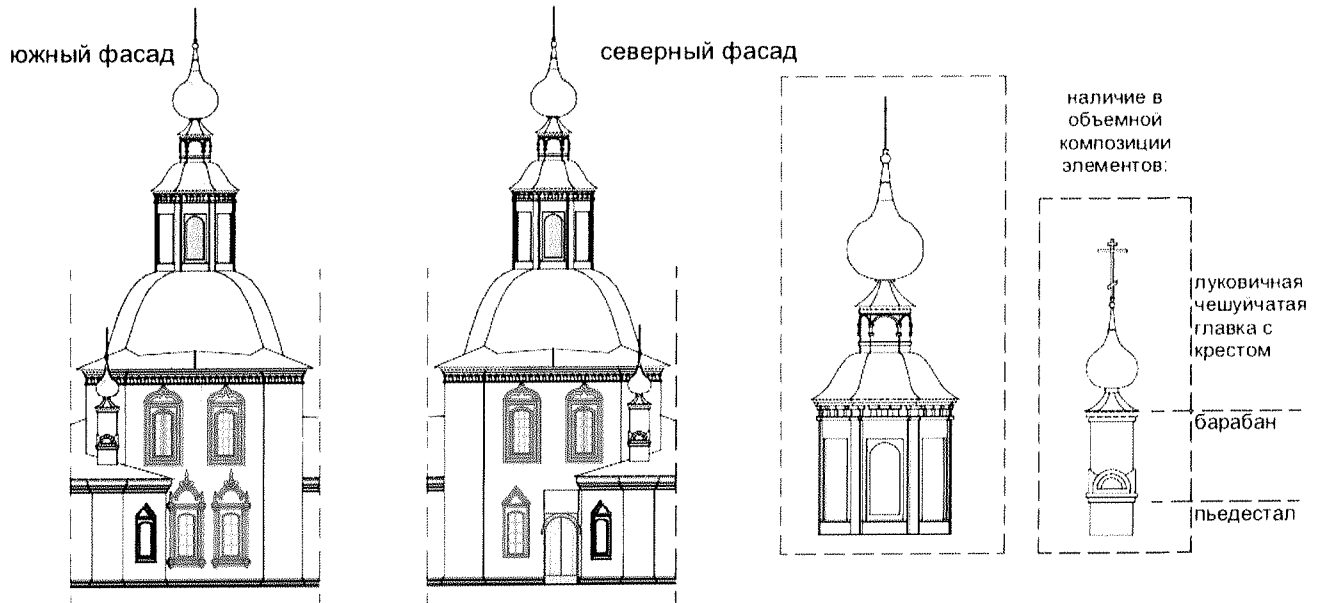 южный фасад
северный фасад
наличие в
объемной
композиции
элементов:
луковичная
чешуйчатая
главка с
крестом
барабан
пьедестал